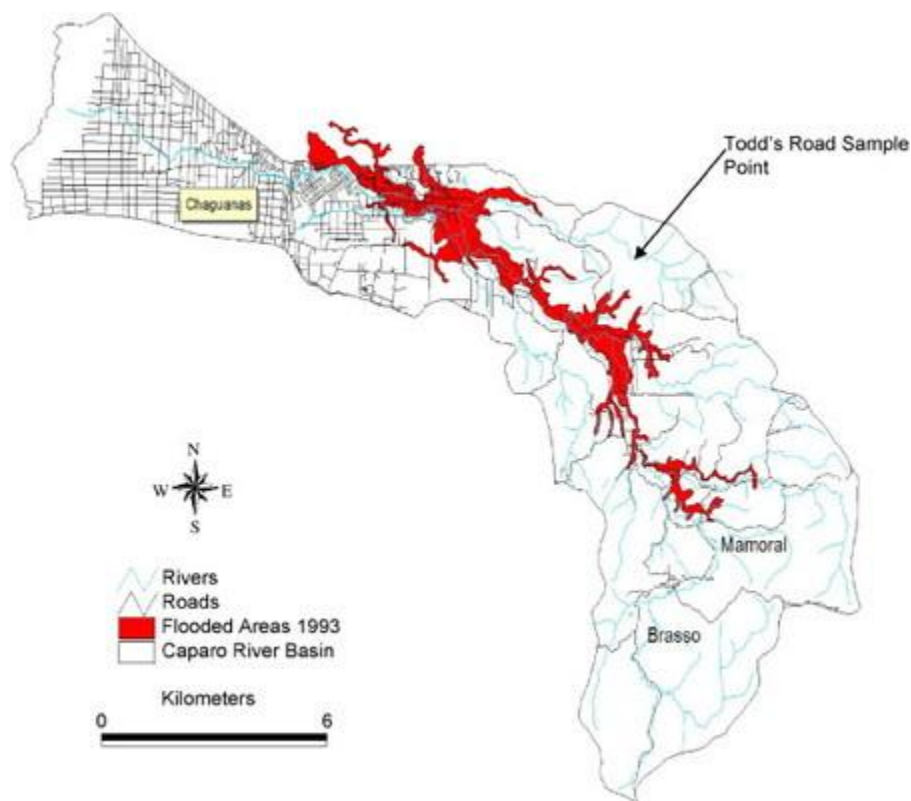 Todd's Road Sample
Point
Chaguanas
N
W E
S
Mamoral
Rivers
Roads
Flooded Areas 1993
Caparo River Basin
Brasso
Kilometers
0 6